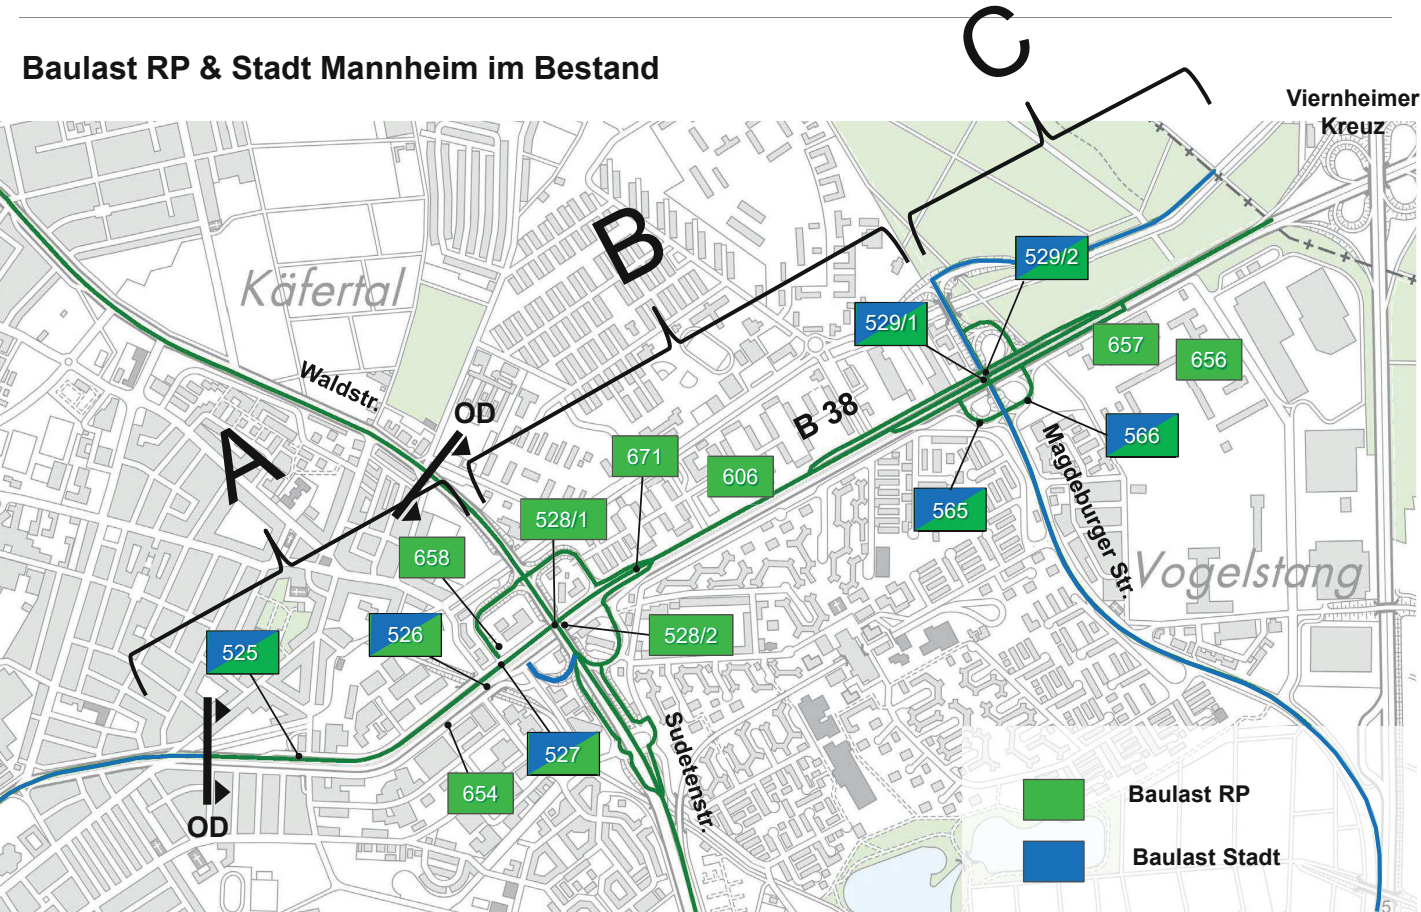 C
Baulast RP & Stadt Mannheim im Bestand
Viernheimer
Kreuz
B
529/2
Käfertal
529/1
657
656
Waldstr.
B 38
OD
566
A
671
606
Magdeburger Str.
565
528/1
658
Vogelstang
526
528/2
525
Sudetenstr.
527
654
Baulast RP
OD
Baulast Stadt
5